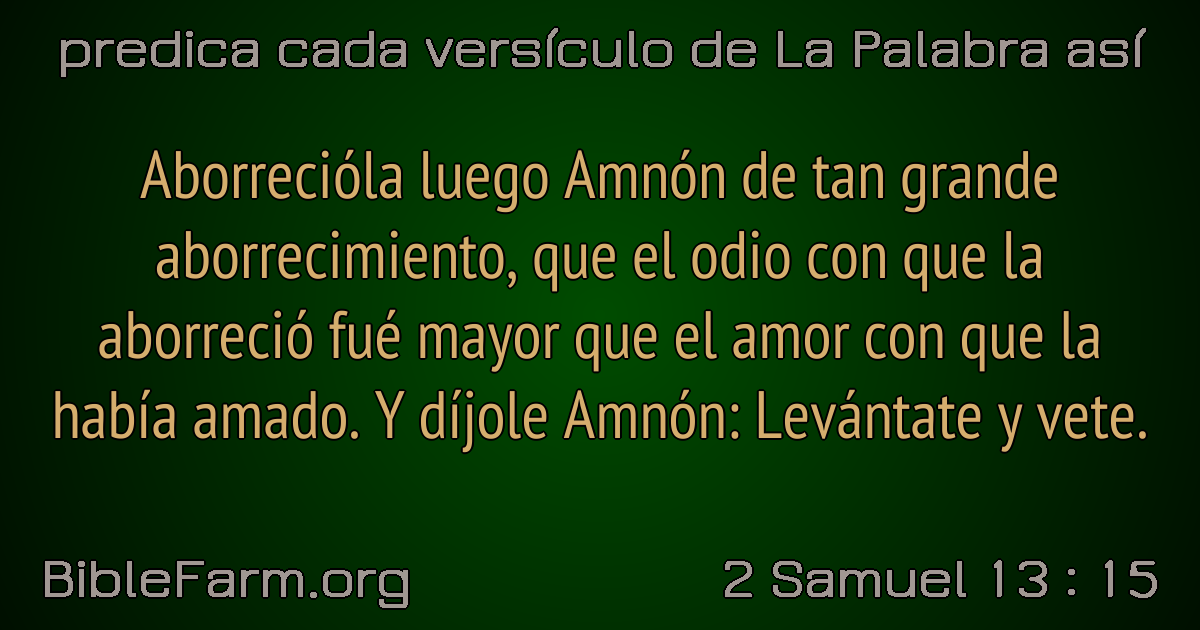 predica cada versículo de La Palabra así
Aborrecióla luego Amnón de tan grande
aborrecimiento, que el odio con que la
aborreció fué mayor que el amor con que la
había amado. Y díjole Amnón: Levántate y vete.
BibleFarm.org
2 Samuel 13 : 15